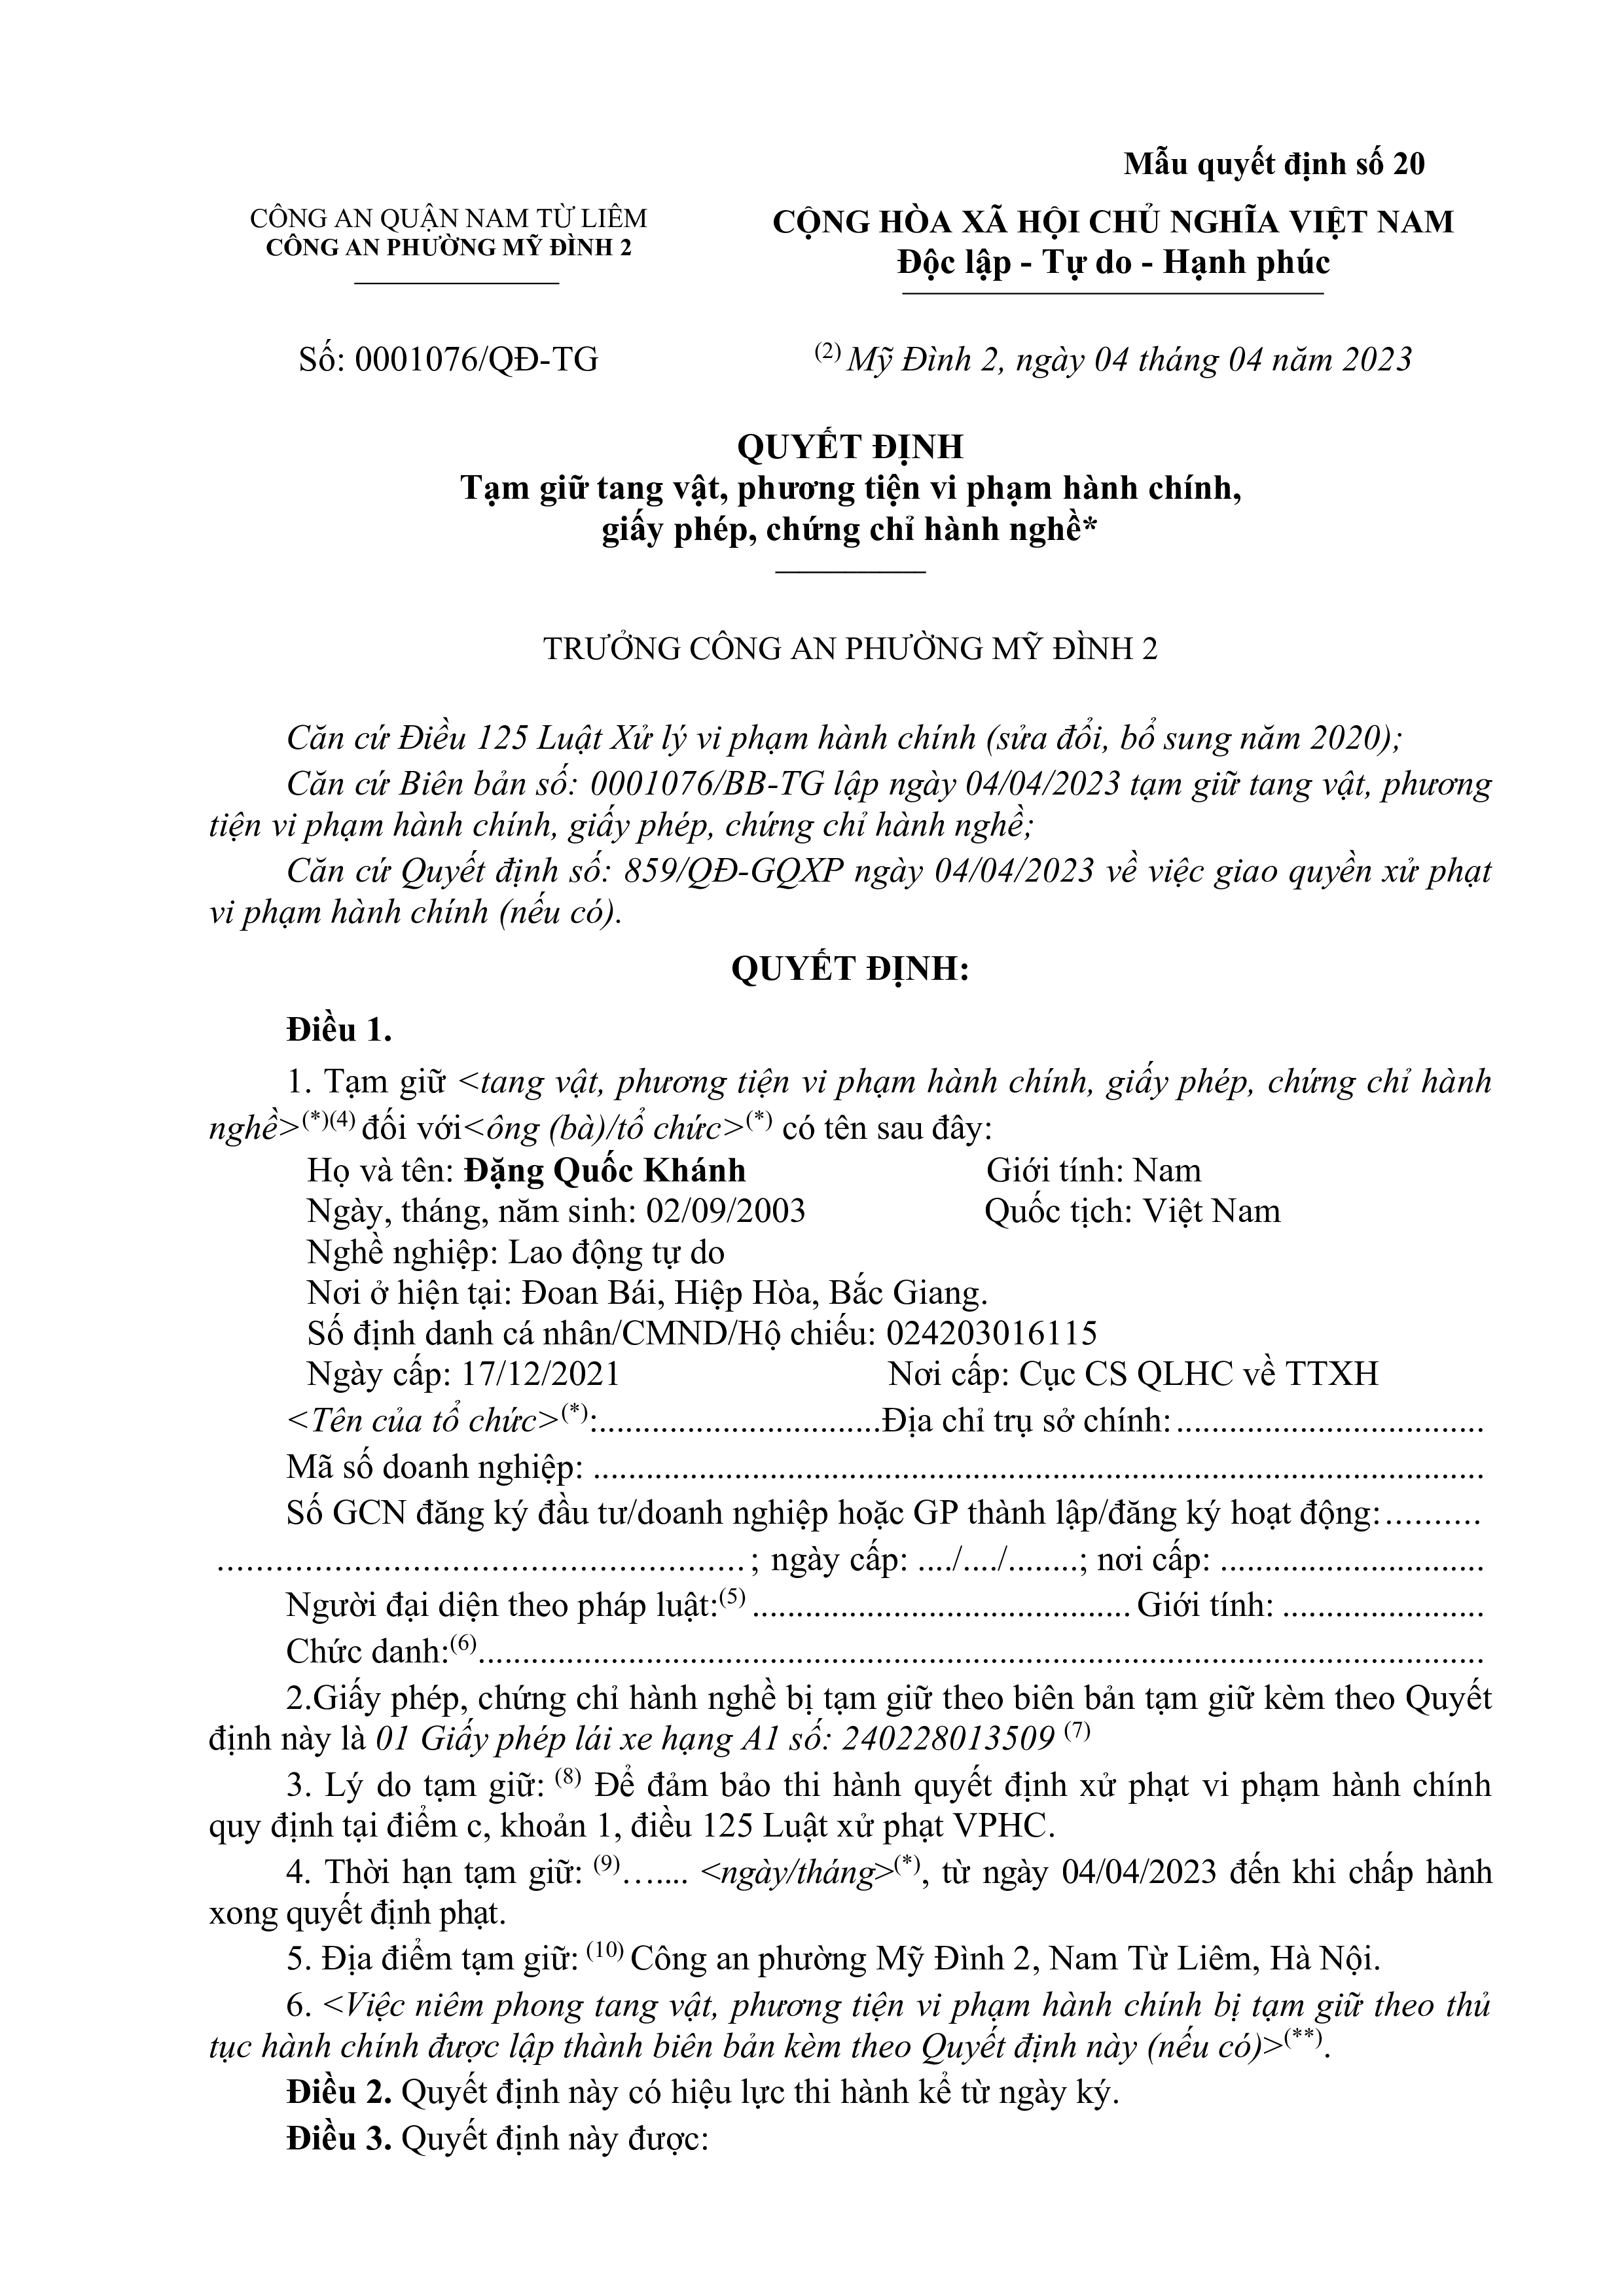 Mẫu quyết định số 20
CÔNG AN QUẬN NAM TỪ LIÊM
CÔNG AN PHƯỜNG MỸ ĐÌNH 2
CỘNG HÒA XÃ HỘI CHỦ NGHĨA VIỆT NAM
Độc lập - Tự do - Hạnh phúc
Số: 0001076/QĐ-TG
(2) Mỹ Đình 2, ngày 04 tháng 04 năm 2023
QUYẾT ĐỊNH
Tạm giữ tang vật, phương tiện vi phạm hành chính,
giấy phép, chứng chỉ hành nghề*
TRƯỞNG CÔNG AN PHƯỜNG MỸ ĐÌNH 2
Căn cứ Điều 125 Luật Xử lý vi phạm hành chính (sửa đổi, bổ sung năm 2020);
Căn cứ Biên bản số: 0001076/BB-TG lập ngày 04/04/2023 tạm giữ tang vật, phương
tiện vi phạm hành chính, giấy phép, chứng chỉ hành nghề;
Căn cứ Quyết định số: 859/QĐ-GQXP ngày 04/04/2023 về việc giao quyền xử phạt
vi phạm hành chính (nếu có).
QUYẾT ĐỊNH:
Điều 1.
1. Tạm giữ <tang vật, phương tiện vi phạm hành chính, giấy phép, chứng chỉ hành
nghề>(*)(4) đối với<ông (bà)/tổ chức>(*) có tên sau đây:
Họ và tên: Đặng Quốc Khánh Giới tính: Nam
Ngày, tháng, năm sinh: 02/09/2003 Quốc tịch: Việt Nam
Nghề nghiệp: Lao động tự do
Nơi ở hiện tại: Đoan Bái, Hiệp Hòa, Bắc Giang.
Số định danh cá nhân/CMND/Hộ chiếu: 024203016115
Ngày cấp: 17/12/2021 Nơi cấp: Cục CS QLHC về TTXH
<Tên của tổ chức>(*):................................Địa chỉ trụ sở chính:...................................
Mã số doanh nghiệp: .....................................................................................................
Số GCN đăng ký đầu tư/doanh nghiệp hoặc GP thành lập/đăng ký hoạt động:..........
......................................................; ngày cấp: ..../..../........; nơi cấp: ..............................
Người đại diện theo pháp luật:(5) ........................................... Giới tính: .......................
Chức danh:(6)..................................................................................................................
2.Giấy phép, chứng chỉ hành nghề bị tạm giữ theo biên bản tạm giữ kèm theo Quyết
định này là 01 Giấy phép lái xe hạng A1 số: 240228013509 (7)
3. Lý do tạm giữ: (8) Để đảm bảo thi hành quyết định xử phạt vi phạm hành chính
quy định tại điểm c, khoản 1, điều 125 Luật xử phạt VPHC.
4. Thời hạn tạm giữ: (9)…..... <ngày/tháng>(*), từ ngày 04/04/2023 đến khi chấp hành
xong quyết định phạt.
5. Địa điểm tạm giữ: (10) Công an phường Mỹ Đình 2, Nam Từ Liêm, Hà Nội.
6. <Việc niêm phong tang vật, phương tiện vi phạm hành chính bị tạm giữ theo thủ
tục hành chính được lập thành biên bản kèm theo Quyết định này (nếu có)>(**).
Điều 2. Quyết định này có hiệu lực thi hành kể từ ngày ký.
Điều 3. Quyết định này được: